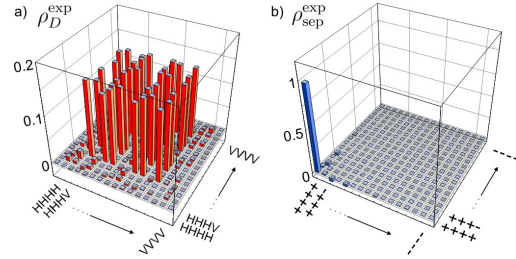 a) ρ_D^exp
0.2
0.1
0
HHHH
HHHV
VVVV
HHHV
HHHH
VVVV
b) ρ_sep^exp
1
0.5
0
++++
++++
----
++++
++++
----